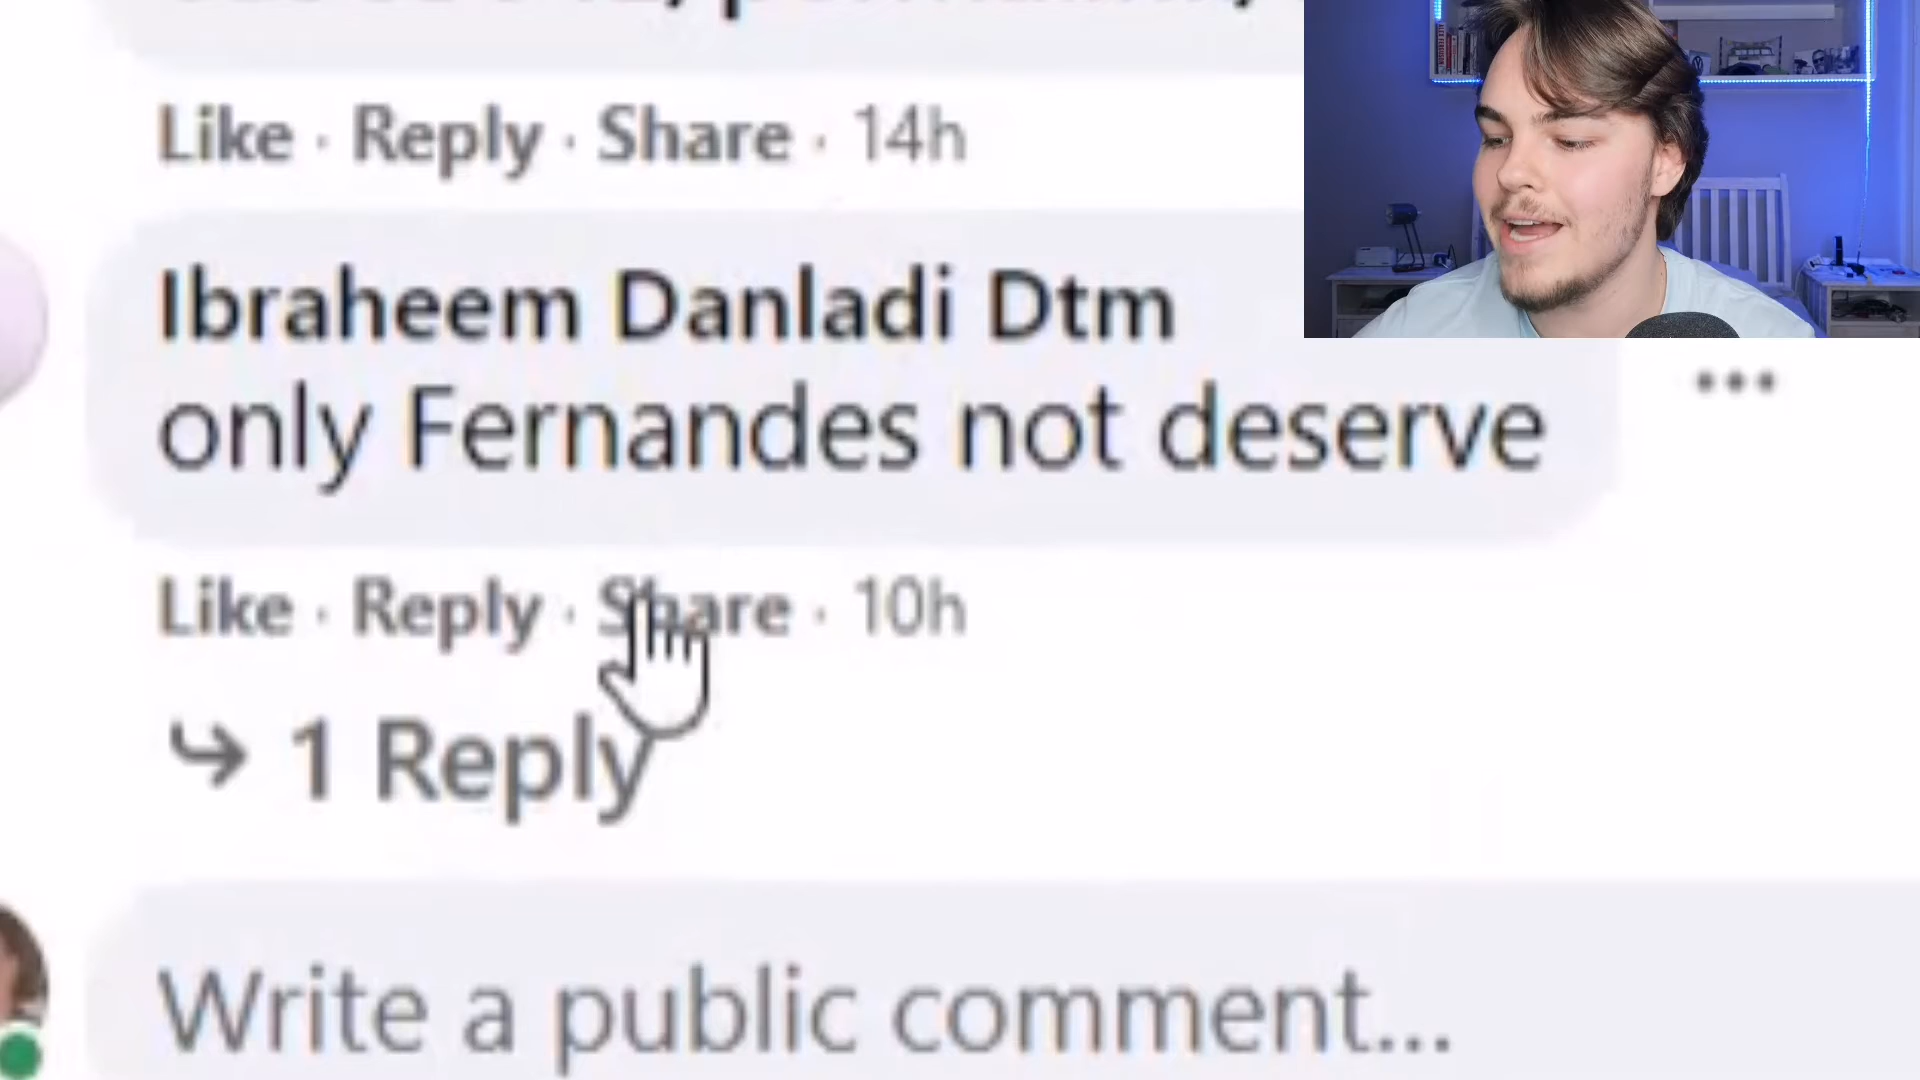 Like · Reply · Share · 14h
Ibraheem Danladi Dtm
only Fernandes not deserve
Like · Reply · Share · 10h
1 Reply
Write a public comment...